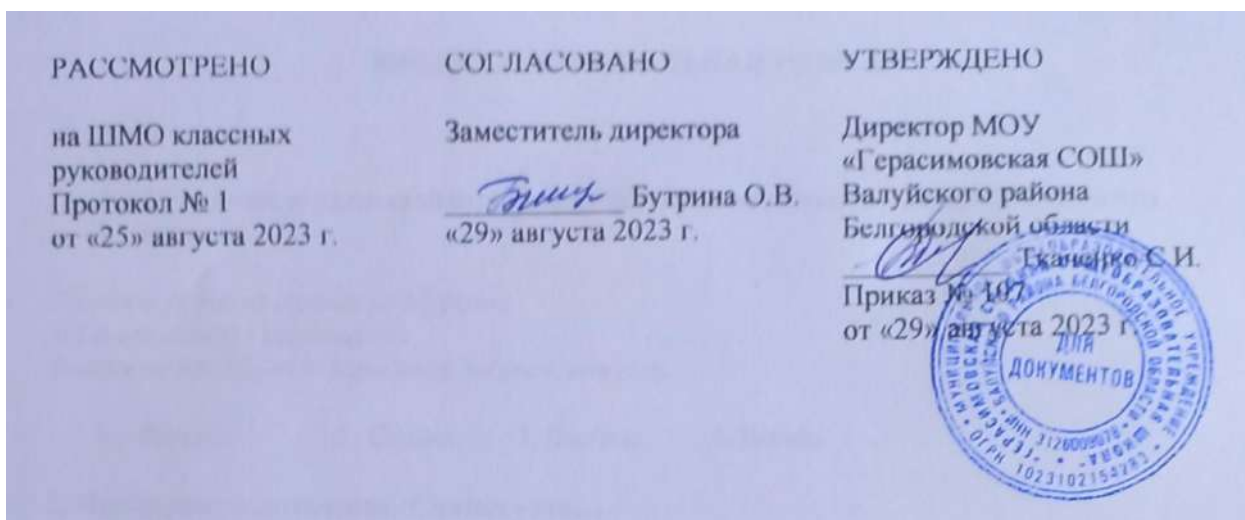 РАССМОТРЕНО
на ШМО классных
руководителей
Протокол № 1
от «25» августа 2023 г.
СОГЛАСОВАНО
Заместитель директора
Бутрина О.В.
«29» августа 2023 г.
УТВЕРЖДЕНО
Директор МОУ
«Герасимовская СОШ»
Валуйского района
Белгородской области
Ткаченко С.И.
Приказ № 107
от «29» августа 2023 г.
ДЛЯ
ДОКУМЕНТОВ